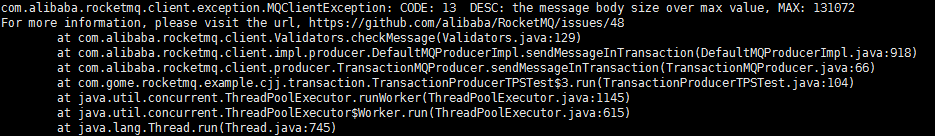 com.alibaba.rocketmq.client.exception.MQClientException: CODE: 13  DESC: the message body size over max value, MAX: 131072
For more information, please visit the url, https://github.com/alibaba/RocketMQ/issues/48
        at com.alibaba.rocketmq.client.Validators.checkMessage(Validators.java:129)
        at com.alibaba.rocketmq.client.impl.producer.DefaultMQProducerImpl.sendMessageInTransaction(DefaultMQProducerImpl.java:918)
        at com.alibaba.rocketmq.client.producer.TransactionMQProducer.sendMessageInTransaction(TransactionMQProducer.java:66)
        at com.gome.rocketmq.example.cjj.transaction.TransactionProducerTPSTest$3.run(TransactionProducerTPSTest.java:104)
        at java.util.concurrent.ThreadPoolExecutor.runWorker(ThreadPoolExecutor.java:1145)
        at java.util.concurrent.ThreadPoolExecutor$Worker.run(ThreadPoolExecutor.java:615)
        at java.lang.Thread.run(Thread.java:745)